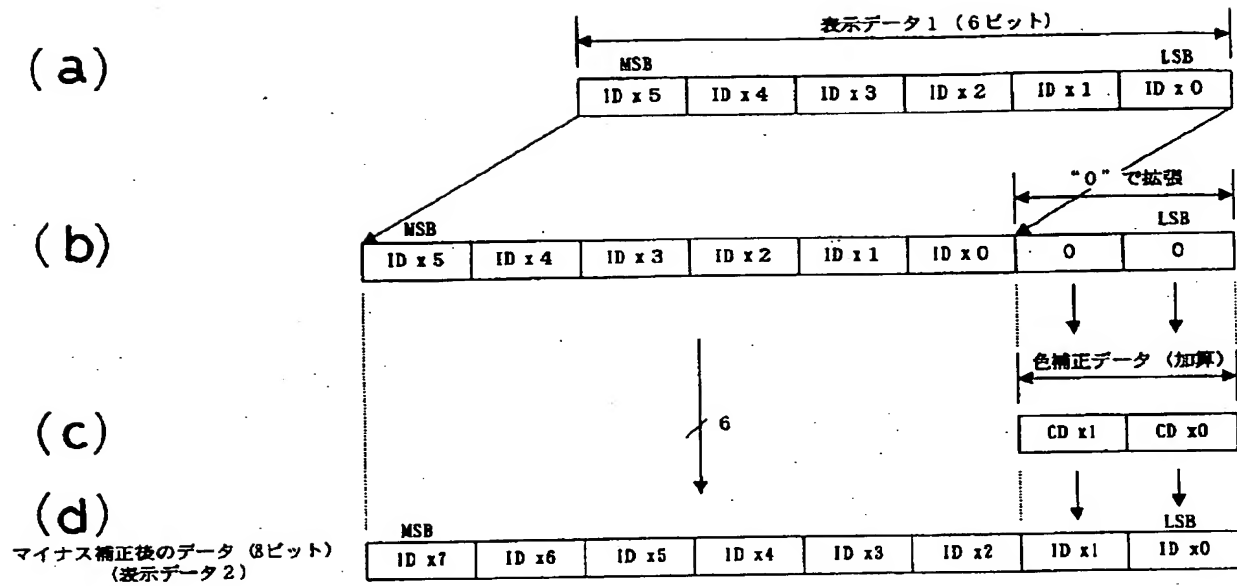 表示データ1 (6ビット)
(a)
MSB LSB
ID x 5 ID x 4 ID x 3 ID x 2 ID x 1 ID x 0
"0" で拡張
(b)
MSB LSB
ID x 5 ID x 4 ID x 3 ID x 2 ID x 1 ID x 0 0 0
色補正データ (加算)
(c)
6
CD x1 CD x0
(d)
MSB LSB
マイナス補正後のデータ (8ビット)
(表示データ2)
ID x7 ID x6 ID x5 ID x4 ID x3 ID x2 ID x1 ID x0